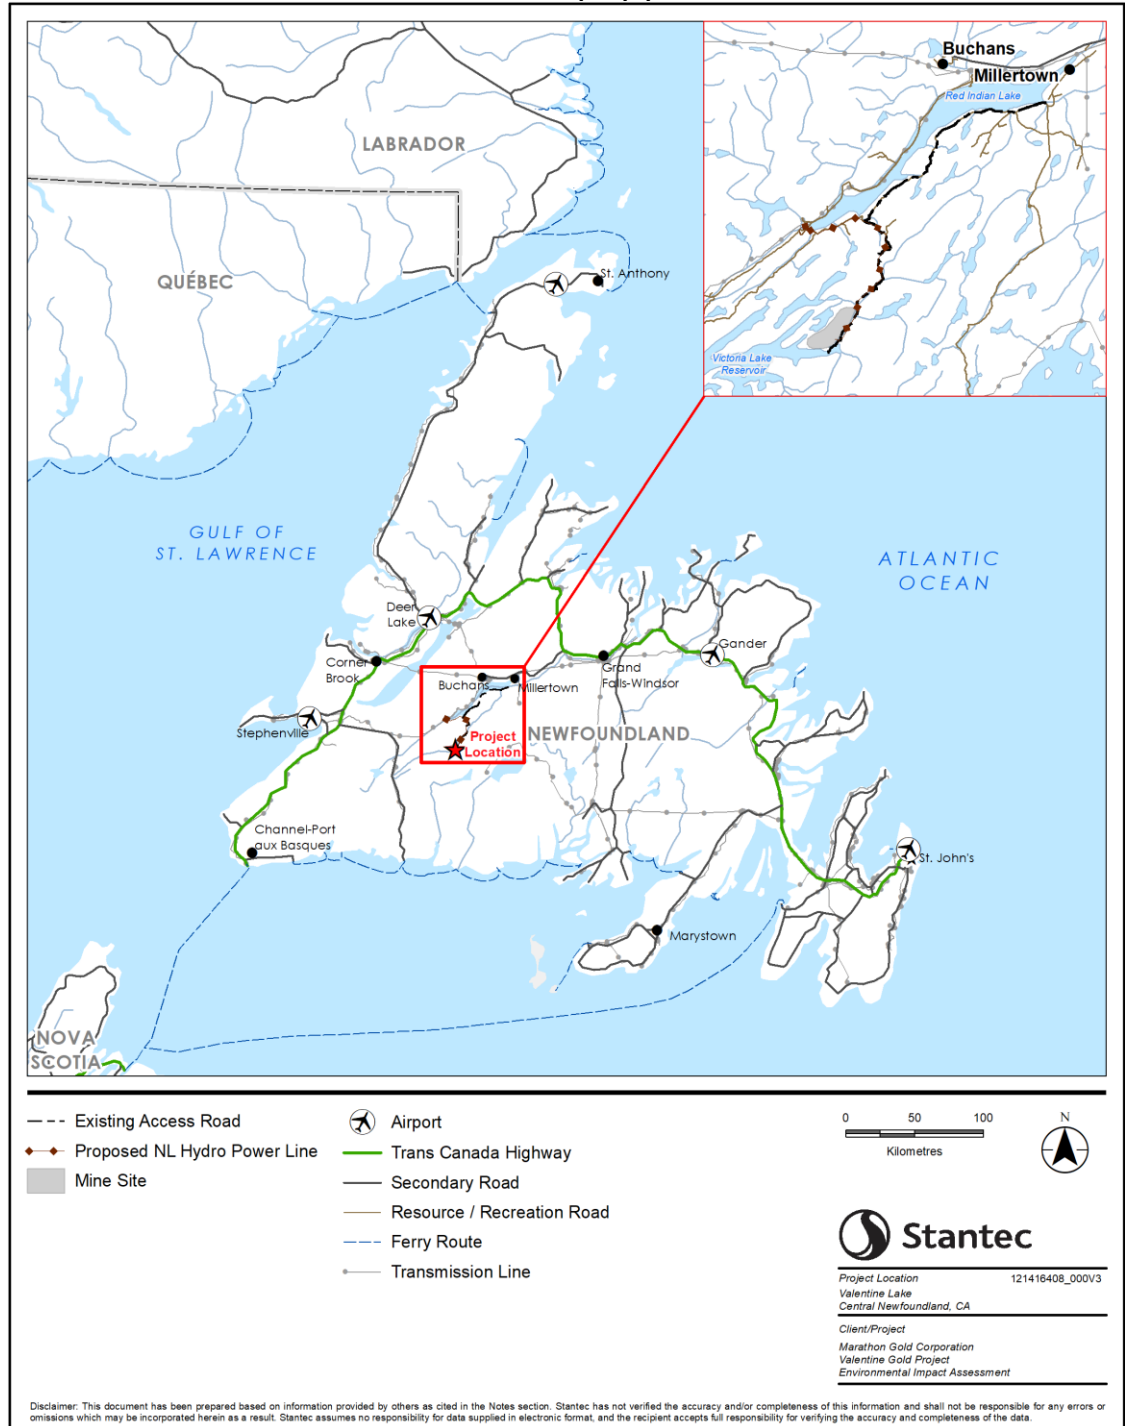 Buchans
Millertown
Red Indian Lake
LABRADOR
QUÉBEC
St. Anthony
Victoria Lake
Reservoir
GULF OF
ST. LAWRENCE
ATLANTIC
OCEAN
Deer
Lake
Gander
Corner
Brook
Grand
Falls-Windsor
Buchans
Millertown
Stephenville
Project
Location
NEWFOUNDLAND
Channel-Port
aux Basques
St. John's
Marystown
NOVA
SCOTIA
Existing Access Road
Proposed NL Hydro Power Line
Mine Site
Airport
Trans Canada Highway
Secondary Road
Resource / Recreation Road
Ferry Route
Transmission Line
0 50 100
Kilometres
N
Stantec
Project Location 121416408_000V3
Valentine Lake
Central Newfoundland, CA
Client/Project
Marathon Gold Corporation
Valentine Gold Project
Environmental Impact Assessment
Disclaimer: This document has been prepared based on information provided by others as cited in the Notes section. Stantec has not verified the accuracy and/or completeness of this information and shall not be responsible for any errors or
omissions which may be incorporated herein as a result. Stantec assumes no responsibility for data supplied in electronic format, and the recipient accepts full responsibility for verifying the accuracy and completeness of the data.